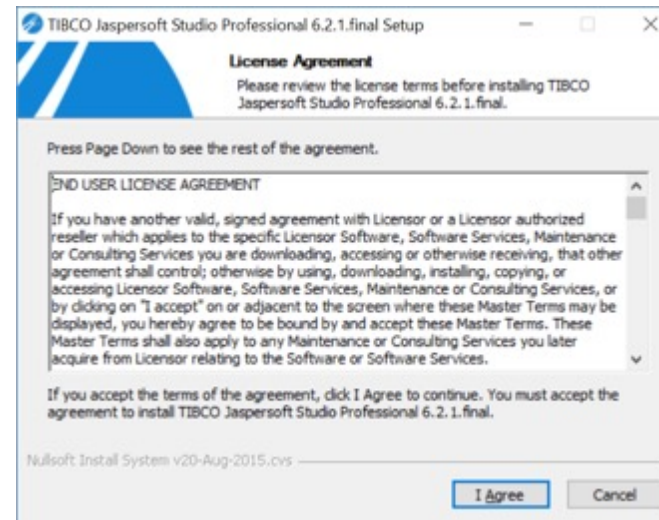 TIBCO Jaspersoft Studio Professional 6.2.1.final Setup
License Agreement
Please review the license terms before installing TIBCO
Jaspersoft Studio Professional 6.2.1.final.
Press Page Down to see the rest of the agreement.
END USER LICENSE AGREEMENT
If you have another valid, signed agreement with Licensor or a Licensor authorized
reseller which applies to the specific Licensor Software, Software Services, Maintenance
or Consulting Services you are downloading, accessing or otherwise receiving, that other
agreement shall control; otherwise by using, downloading, installing, copying, or
accessing Licensor Software, Software Services, Maintenance or Consulting Services, or
by clicking on "I accept" on or adjacent to the screen where these Master Terms may be
displayed, you hereby agree to be bound by and accept these Master Terms. These
Master Terms shall also apply to any Maintenance or Consulting Services you later
acquire from Licensor relating to the Software or Software Services.
If you accept the terms of the agreement, click I Agree to continue. You must accept the
agreement to install TIBCO Jaspersoft Studio Professional 6.2.1.final.
Nullsoft Install System v20-Aug-2015.cvs
I Agree
Cancel